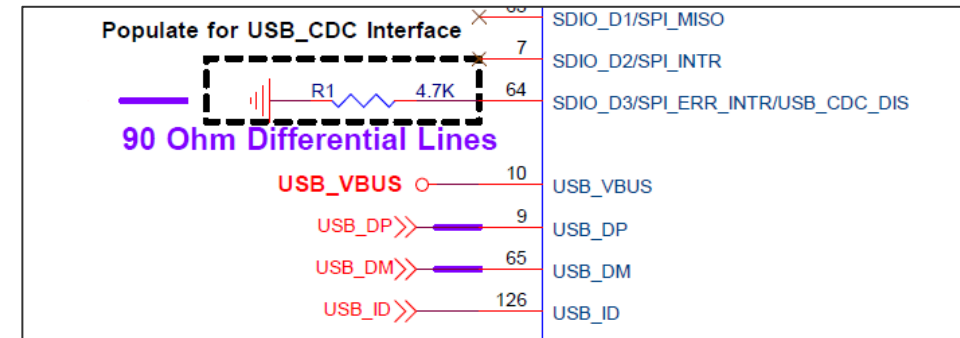 Populate for USB_CDC Interface
SDIO_D1/SPI_MISO
7
SDIO_D2/SPI_INTR
R1
4.7K
64
SDIO_D3/SPI_ERR_INTR/USB_CDC_DIS
90 Ohm Differential Lines
USB_VBUS
10
USB_VBUS
USB_DP
9
USB_DP
USB_DM
65
USB_DM
USB_ID
126
USB_ID